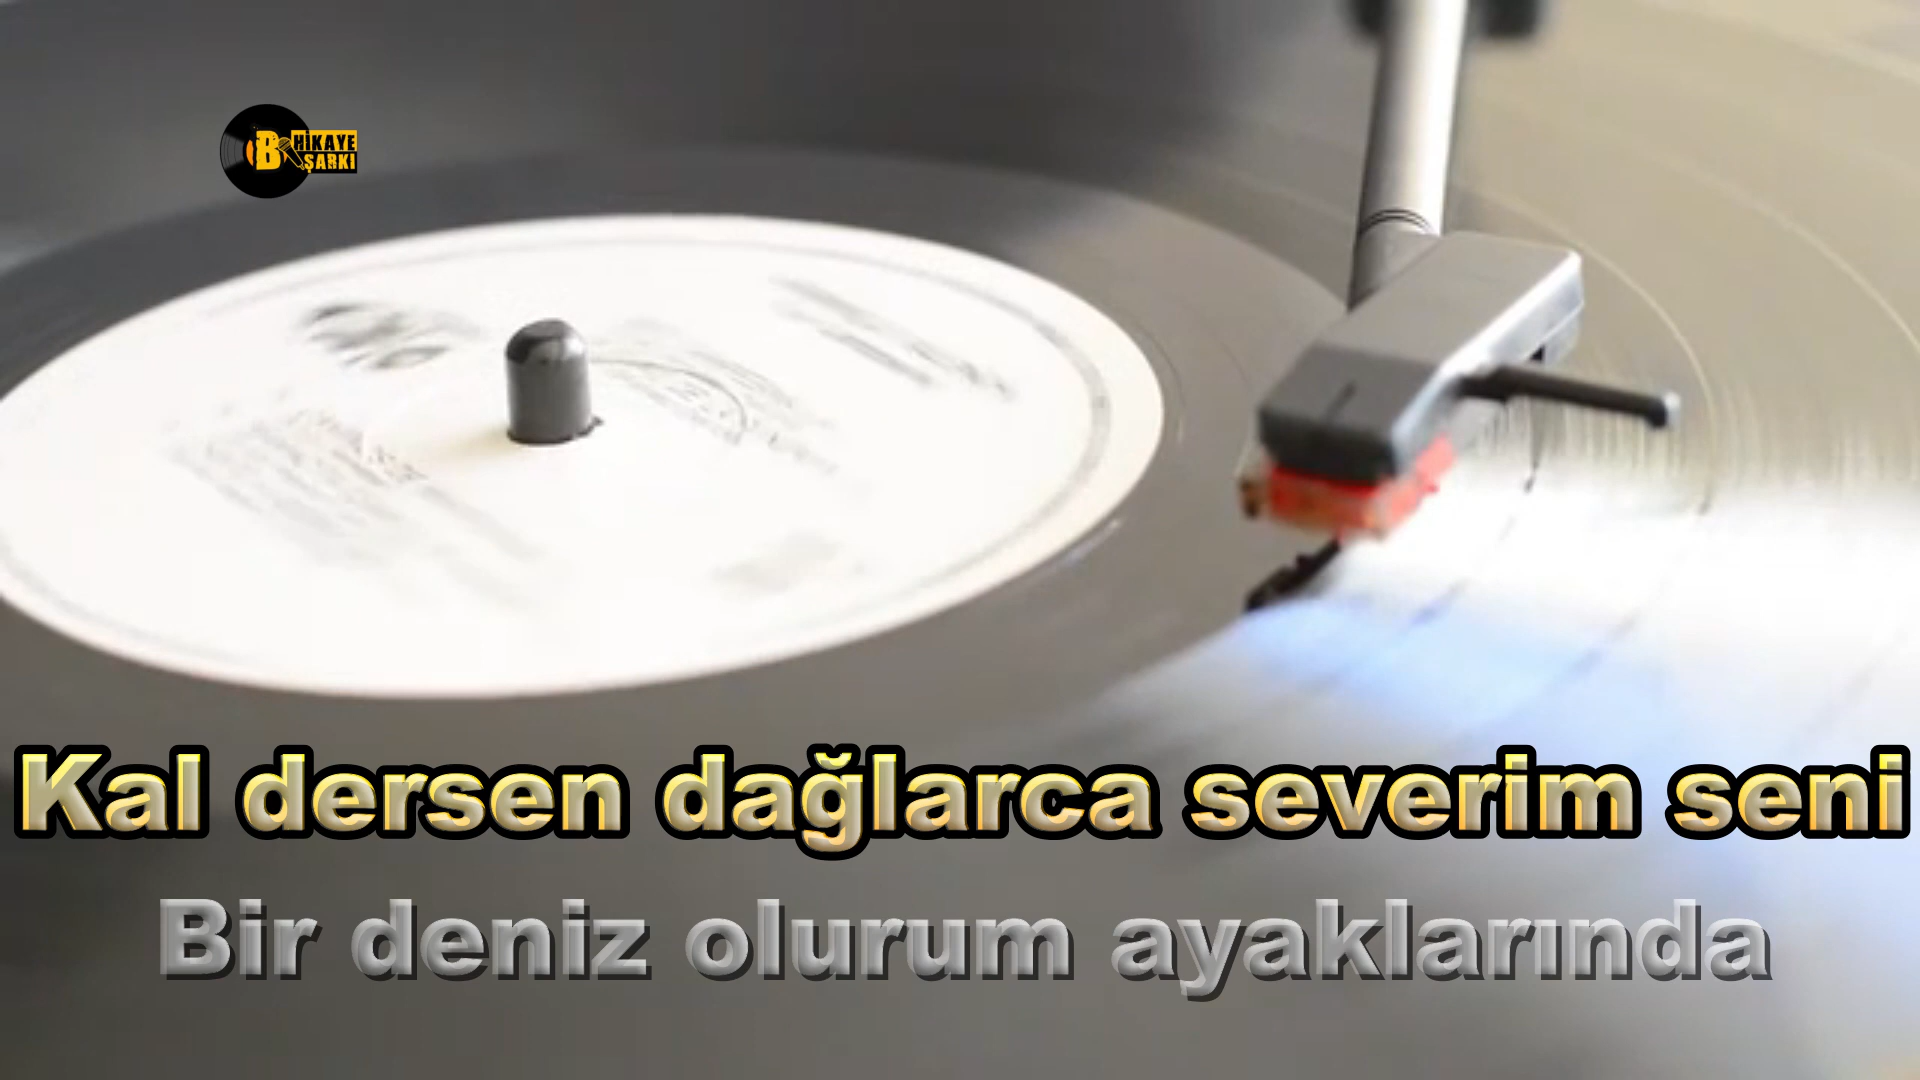 B HİKAYE
ŞARKI
Kal dersen dağlarca severim seni
Bir deniz olurum ayaklarında